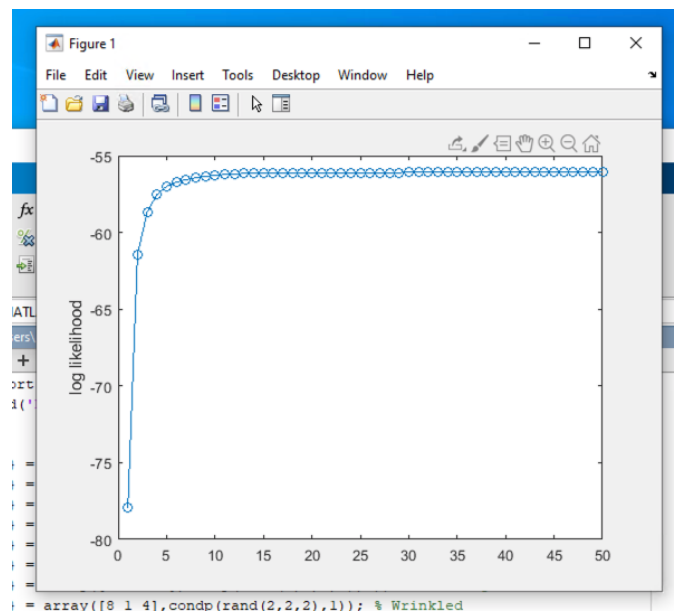 Figure 1
File Edit View Insert Tools Desktop Window Help
fx
-55
-60
-65
-70
-75
-80
log likelihood
0 5 10 15 20 25 30 35 40 45 50
= array([8 1 4],condp(rand(2,2,2),1)); % Wrinkled